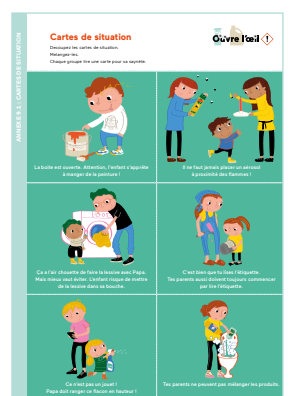 ANNEXE 9.1 : CARTES DE SITUATION
Cartes de situation
Découpez les cartes de situation.
Mélangez-les.
Chaque groupe tire une carte pour sa saynète.
Ouvre l'œil
La boîte est ouverte. Attention, l'enfant s'apprête
à manger de la peinture !
Il ne faut jamais placer un aérosol
à proximité des flammes !
Ça a l'air chouette de faire la lessive avec Papa.
Mais mieux vaut éviter. L'enfant risque de mettre
de la lessive dans sa bouche.
C'est bien que tu lises l'étiquette.
Tes parents aussi doivent toujours commencer
par lire l'étiquette.
Ce n'est pas un jouet !
Papa doit ranger ce flacon en hauteur !
Tes parents ne peuvent pas mélanger les produits.